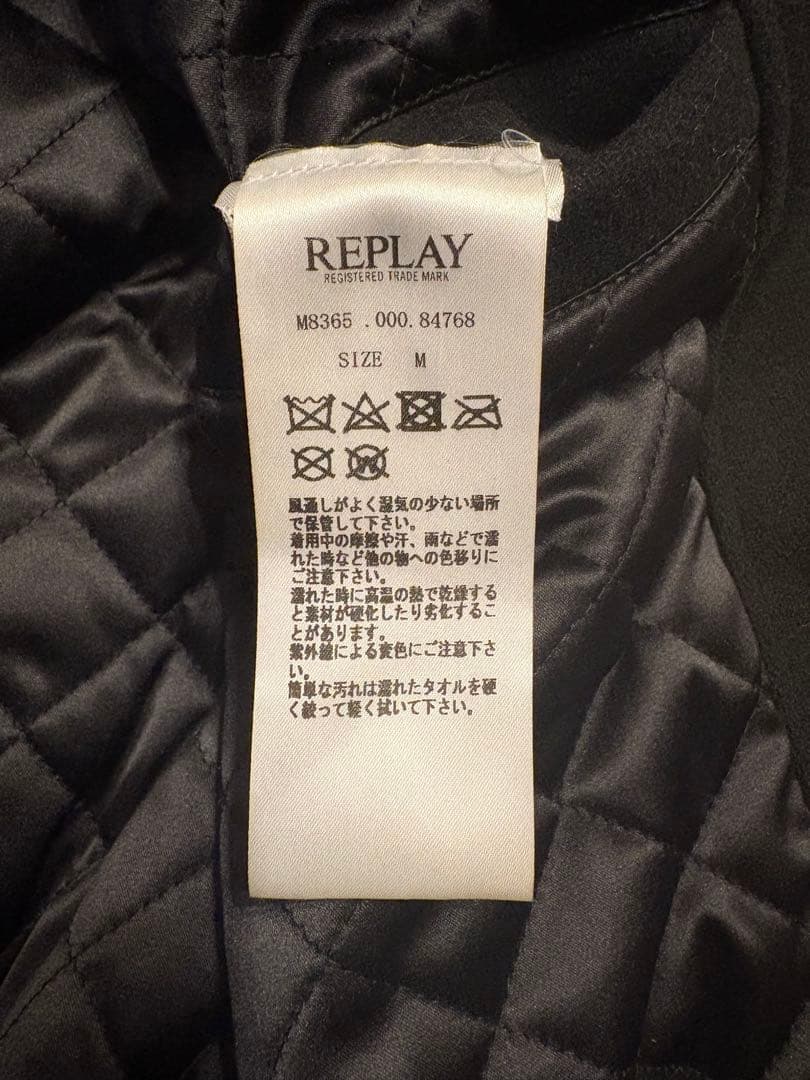 REPLAY
REGISTERED TRADE MARK
M8365 .000.84768
SIZE M
W
風通しがよく湿気の少ない場所
で保管して下さい。
着用中の摩擦や汗、雨などで濡
れた時など他の物への色移りに
ご注意下さい。
濡れた時に高温の熱で乾燥する
と素材が硬化したり劣化するこ
とがあります。
紫外線による変色にご注意下さ
い。
簡単な汚れは濡れたタオルを硬
く絞って軽く拭いて下さい。